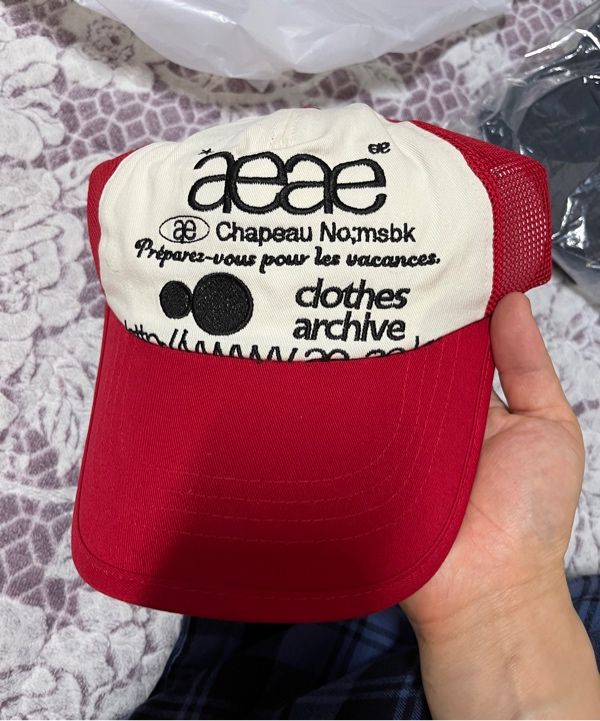 aeae ae
ae Chapeau No;msbk
Préparez-vous pour les vacances.
clothes
archive